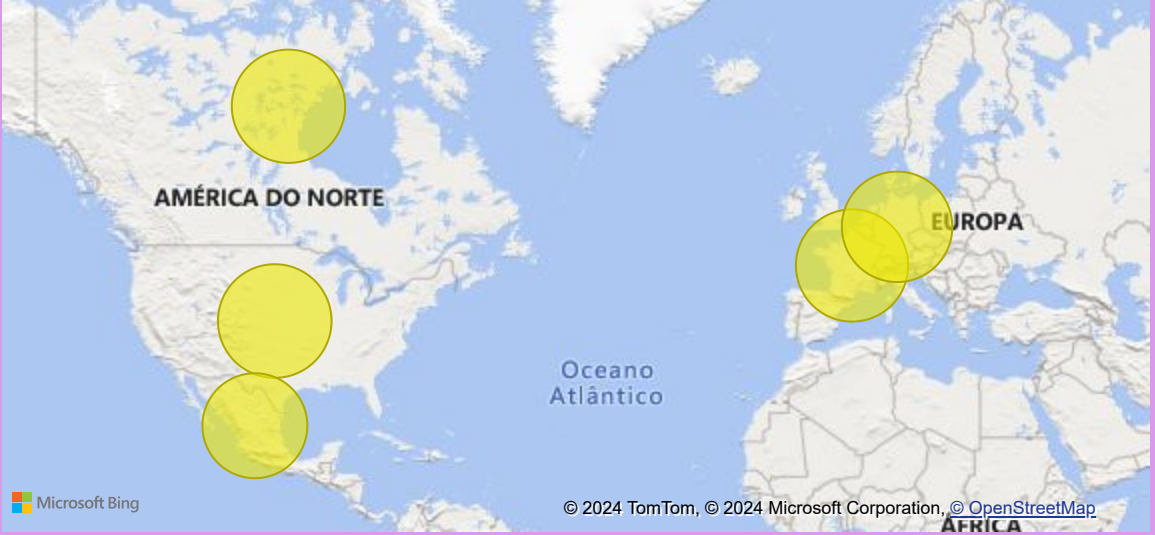 AMÉRICA DO NORTE
EUROPA
Oceano
Atlântico
Microsoft Bing
© 2024 TomTom, © 2024 Microsoft Corporation, © OpenStreetMap
ÁFRICA